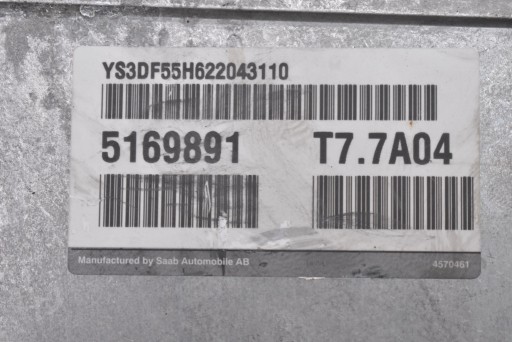 YS3DF55H622043110
5169891 T7.7A04
Manufactured by Saab Automobile AB 4570461